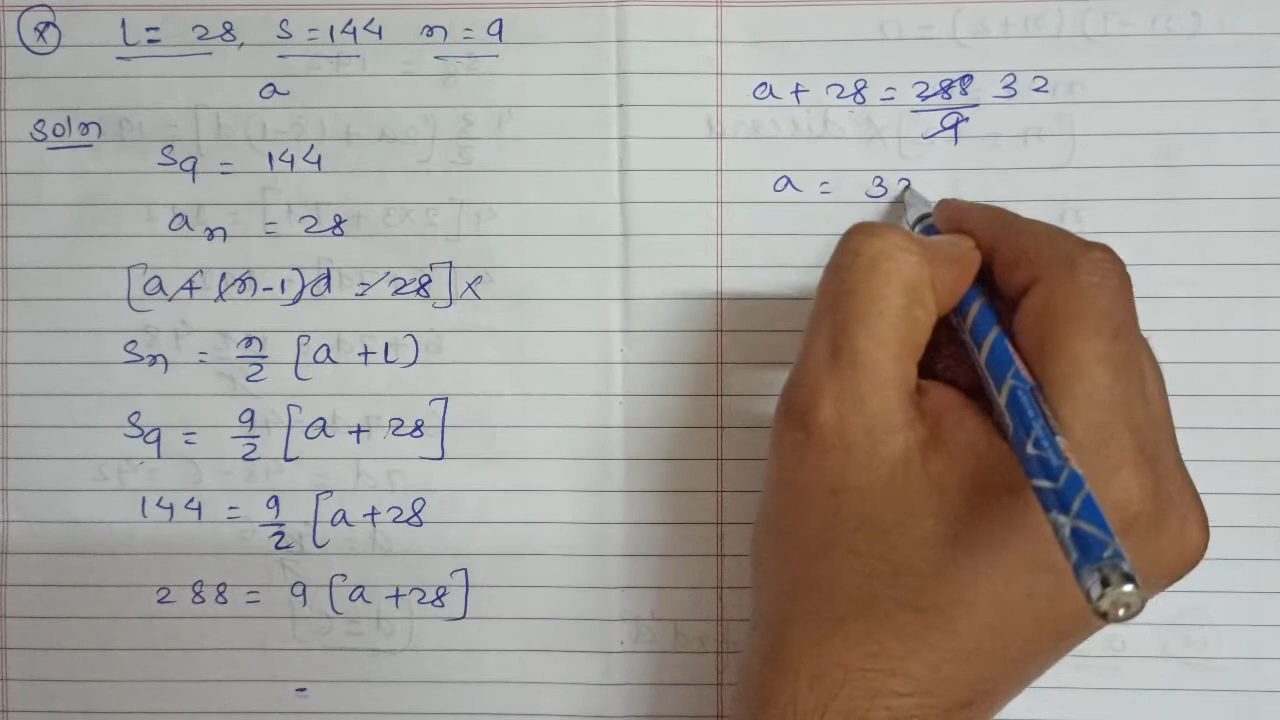 (x) l = 28, S = 144 n = 9
a
Soln
S9 = 144
an = 28
[a + (n-1)d = 28] x
Sn = n/2 [a + l)
S9 = 9/2 [a + 28]
144 = 9/2 [a + 28
288 = 9 [a + 28]
-
a + 28 = 288/9 32
a = 32